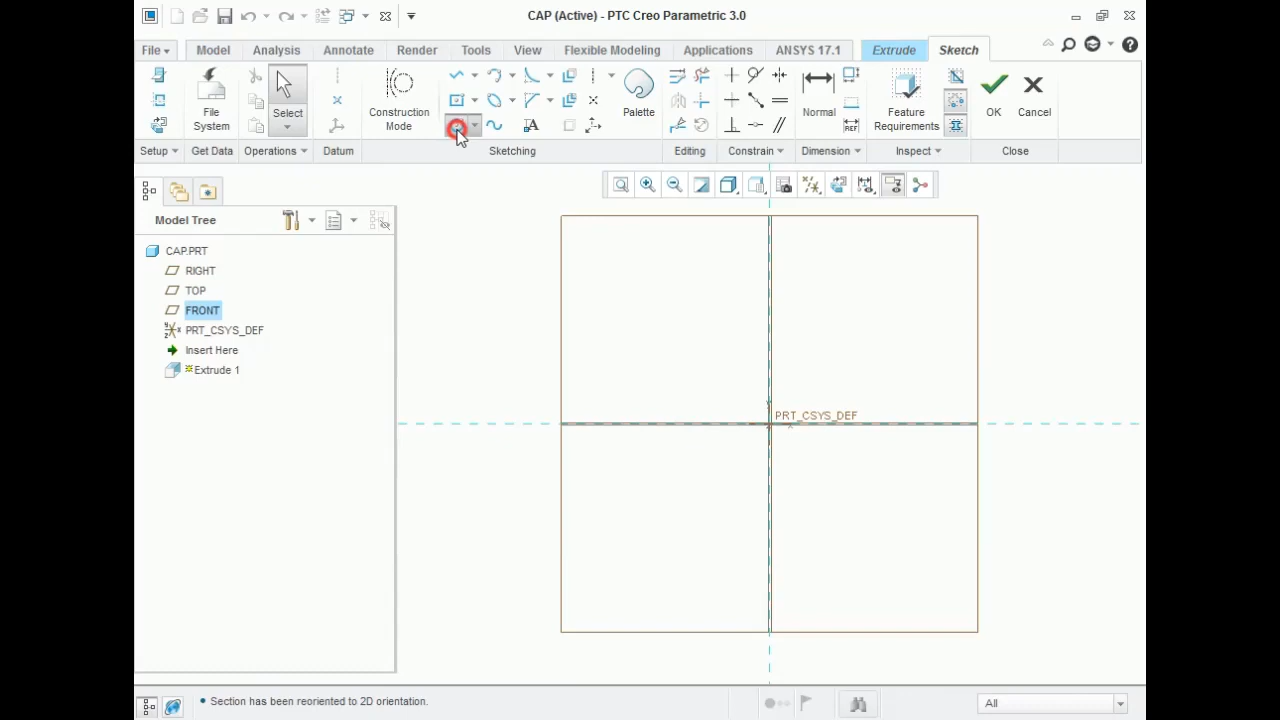 CAP (Active) - PTC Creo Parametric 3.0
File Model Analysis Annotate Render Tools View Flexible Modeling Applications ANSYS 17.1 Extrude Sketch
File System
Select
Construction Mode
Palette
Normal
REF
Feature Requirements
OK
Cancel
Setup Get Data Operations Datum Sketching Editing Constrain Dimension Inspect Close
Model Tree
CAP.PRT
RIGHT
TOP
FRONT
PRT_CSYS_DEF
Insert Here
Extrude 1
PRT_CSYS_DEF
Section has been reoriented to 2D orientation.
All